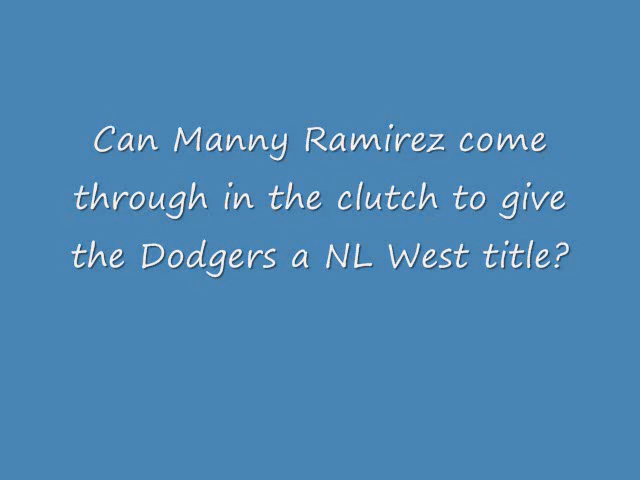 Can Manny Ramirez come
through in the clutch to give
the Dodgers a NL West title?